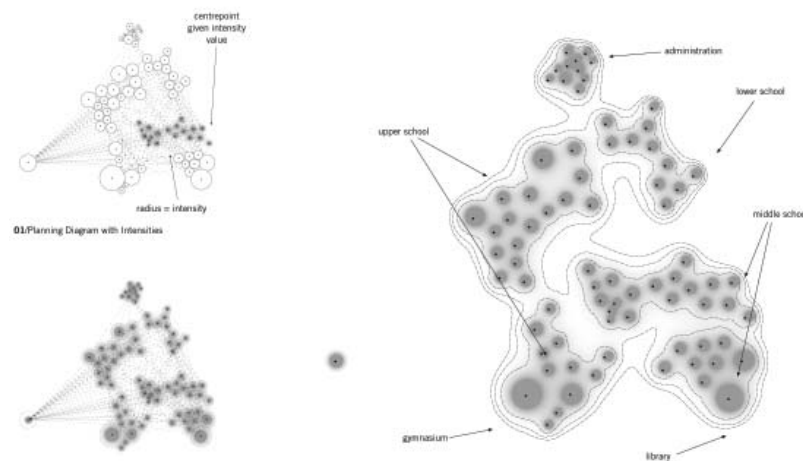 centrepoint
given intensity
value
radius = intensity
01/Planning Diagram with Intensities
administration
lower school
upper school
middle school
gymnasium
library